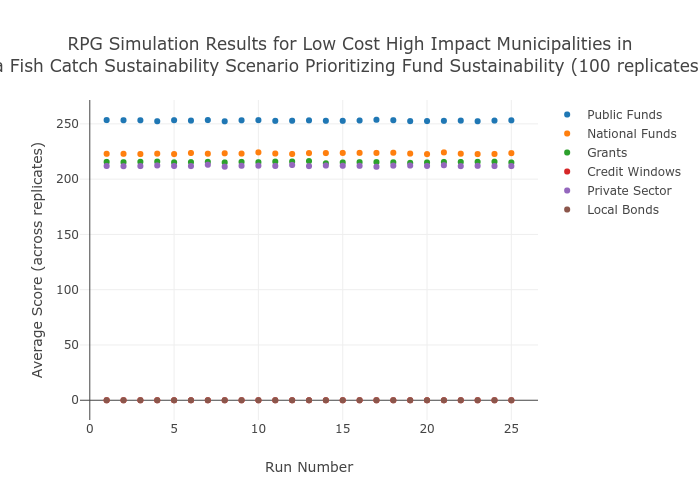 RPG Simulation Results for Low Cost High Impact Municipalities in
a Fish Catch Sustainability Scenario Prioritizing Fund Sustainability (100 replicates
Average Score (across replicates)
250
200
150
100
50
0
0
5
10
15
20
25
Run Number
Public Funds
National Funds
Grants
Credit Windows
Private Sector
Local Bonds